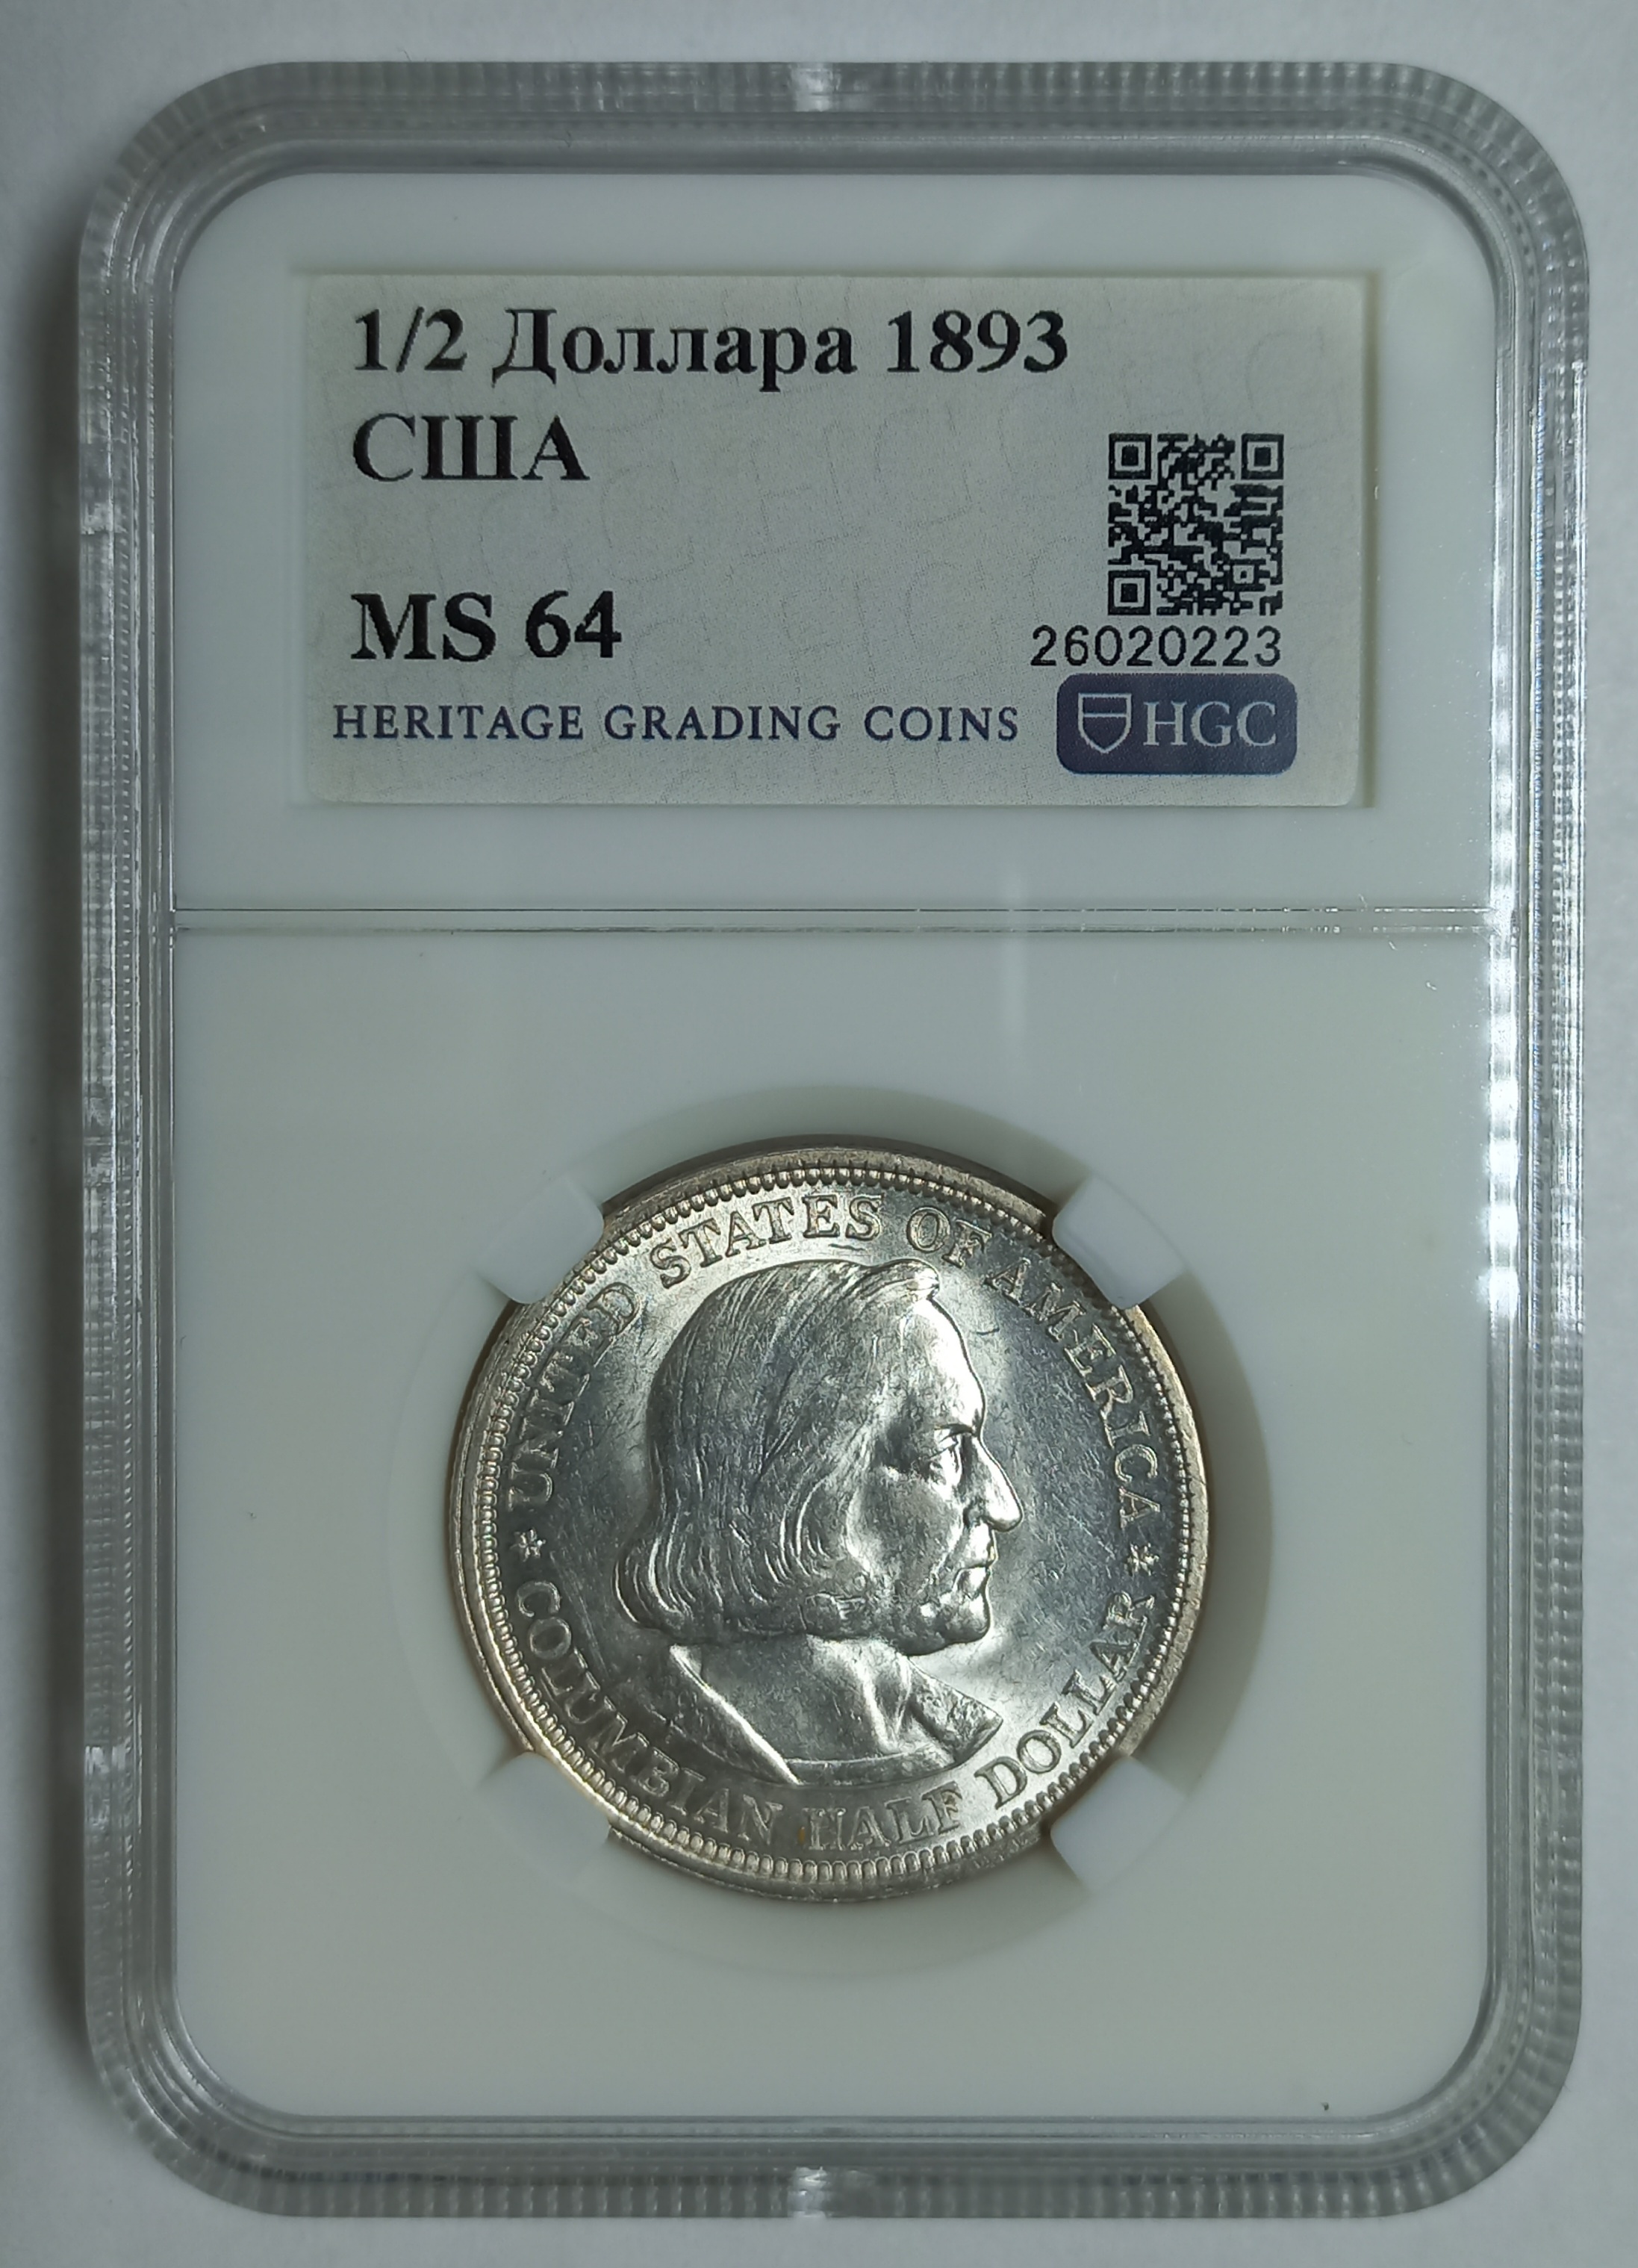 1/2 Доллара 1893
США
MS 64
26020223
HERITAGE GRADING COINS HGC
UNITED STATES OF AMERICA
COLUMBIAN HALF DOLLAR